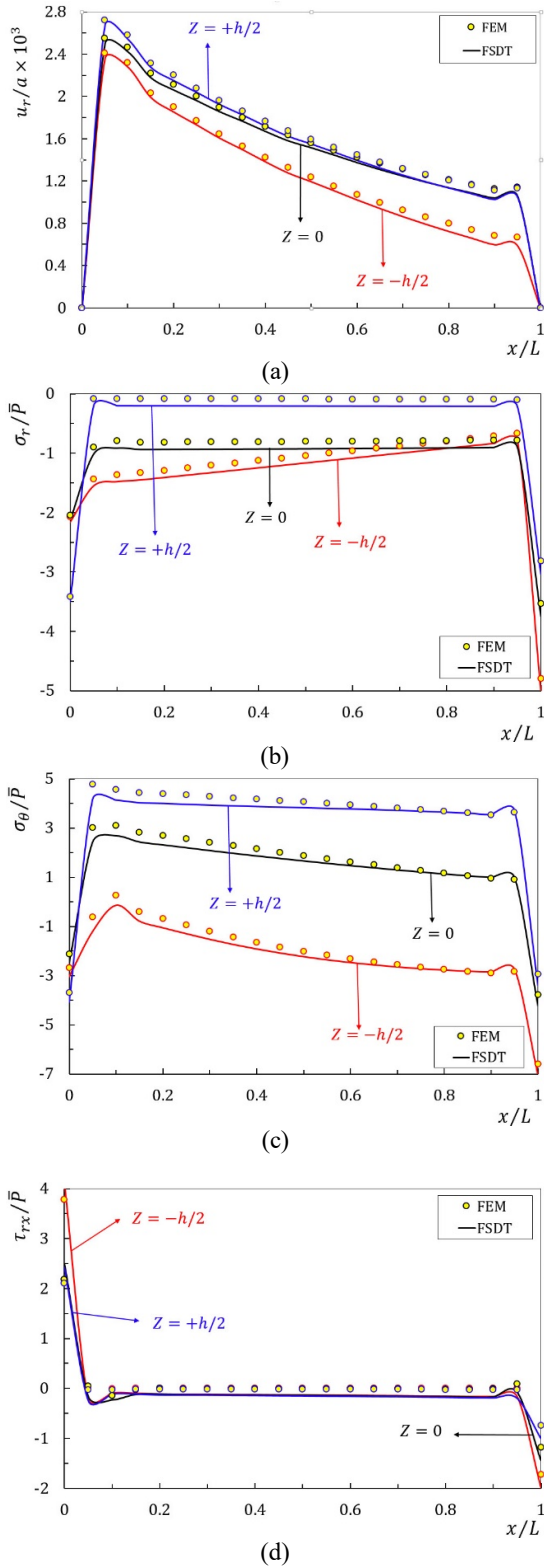 u_r/a × 10³
2.8
2.4
2
1.6
1.2
0.8
0.4
0
Z = +h/2
FEM
FSDT
Z = 0
Z = −h/2
0 0.2 0.4 0.6 0.8 1
x/L
(a)
σ_r/P̅
0
-1
-2
-3
-4
-5
Z = 0
Z = −h/2
Z = +h/2
FEM
FSDT
0 0.2 0.4 0.6 0.8 1
x/L
(b)
σ_θ/P̅
5
3
1
-1
-3
-5
-7
Z = +h/2
Z = 0
Z = −h/2
FEM
FSDT
0 0.2 0.4 0.6 0.8 1
x/L
(c)
τ_rx/P̅
4
3
2
1
0
-1
-2
Z = −h/2
FEM
FSDT
Z = +h/2
Z = 0
0 0.2 0.4 0.6 0.8 1
x/L
(d)